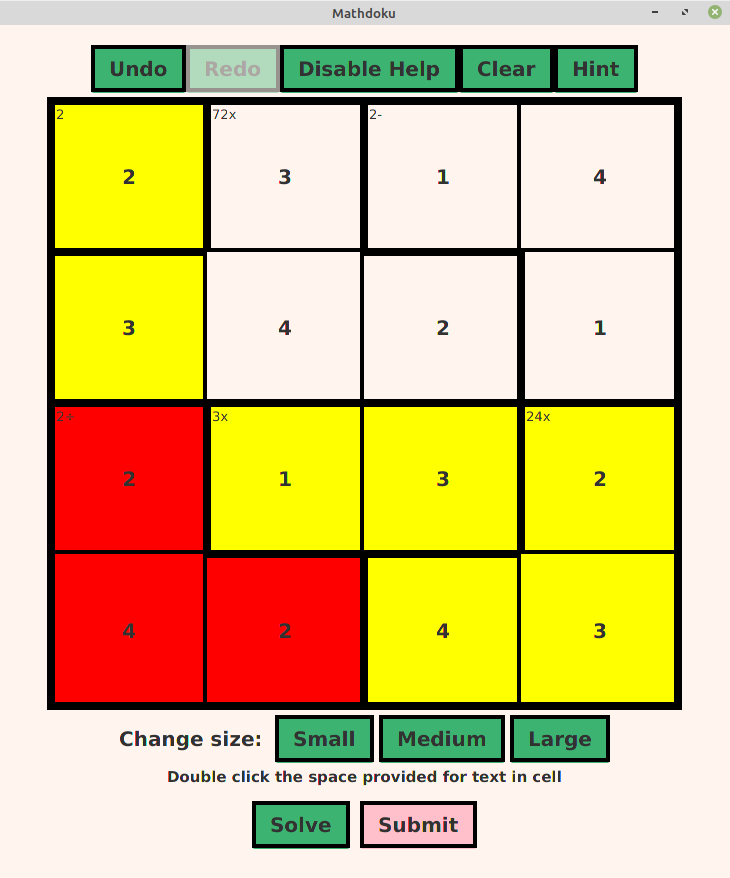 Mathdoku
Undo Redo Disable Help Clear Hint
2 72x 2-
2 3 1 4
3 4 2 1
2÷ 3x 24x
2 1 3 2
4 2 4 3
Change size: Small Medium Large
Double click the space provided for text in cell
Solve Submit